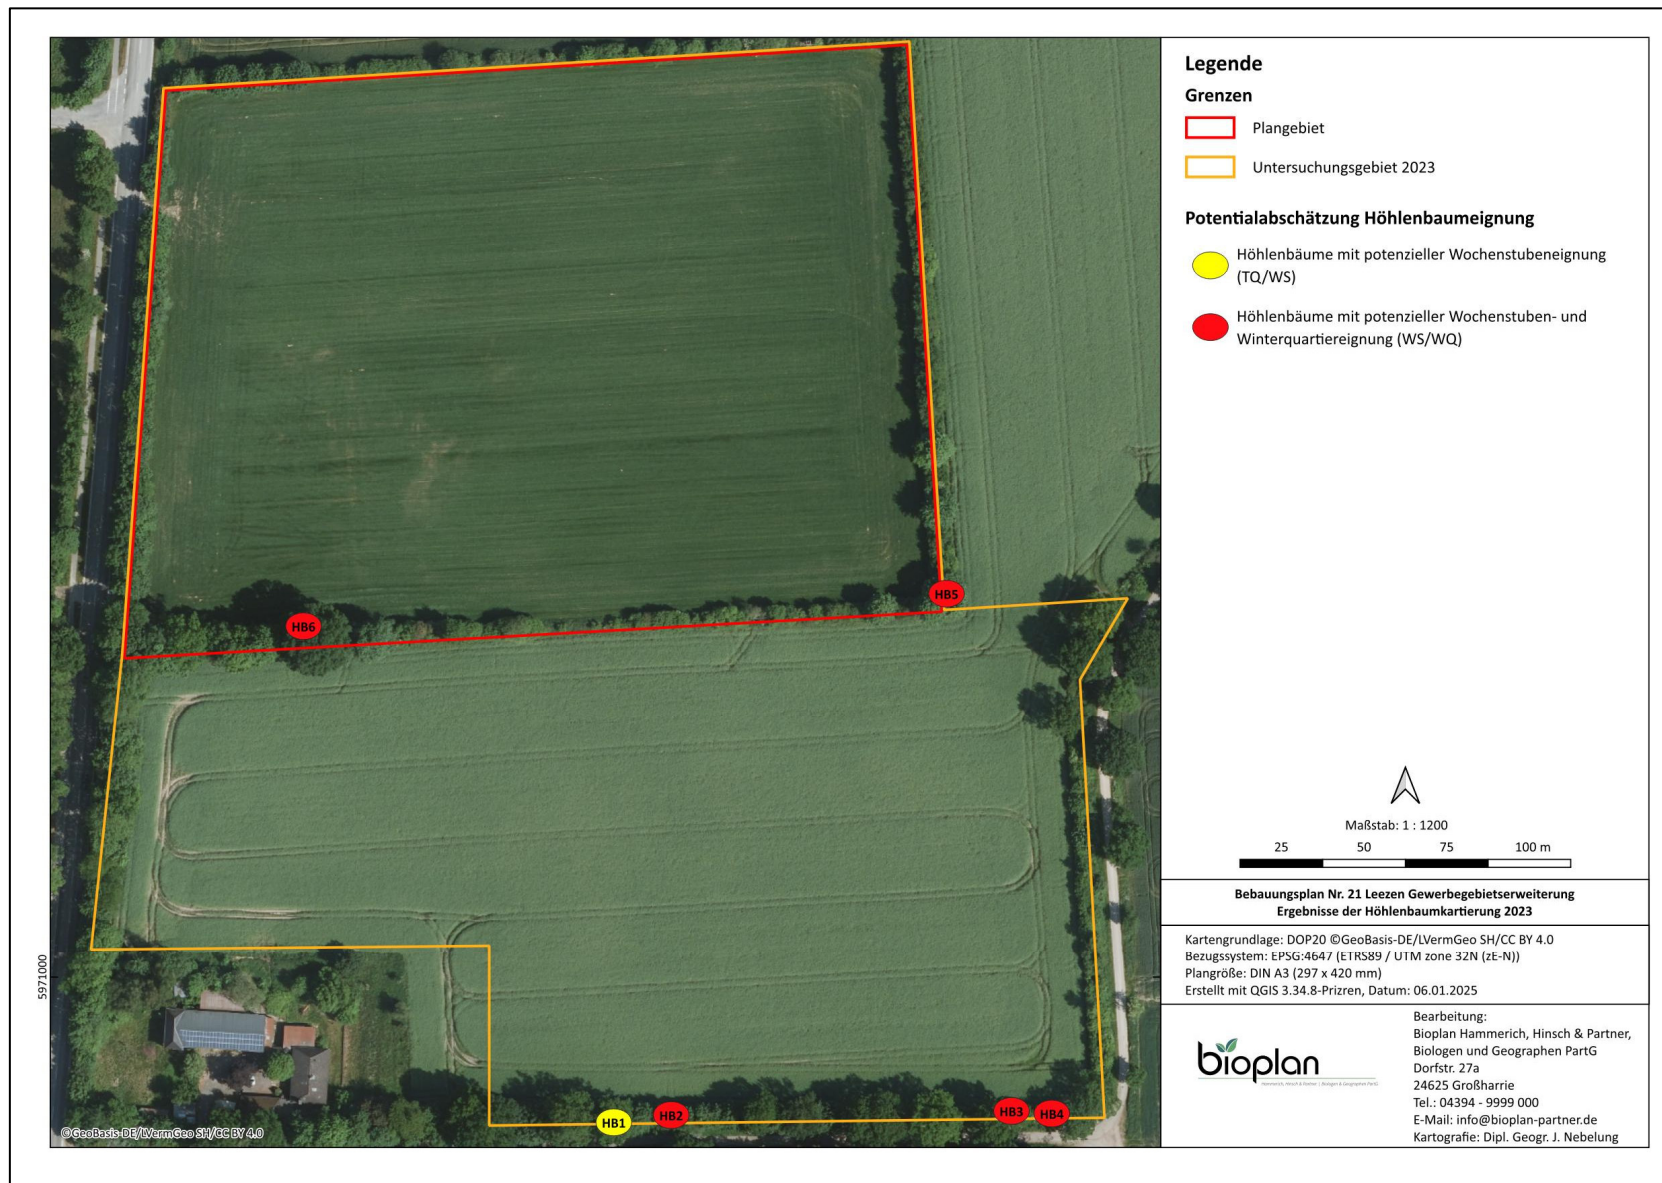 Legende
Grenzen
Plangebiet
Untersuchungsgebiet 2023
Potentialabschätzung Höhlenbaumeignung
Höhlenbäume mit potenzieller Wochenstubeneignung
(TQ/WS)
Höhlenbäume mit potenzieller Wochenstuben- und
Winterquartiereignung (WS/WQ)
HB5
HB6
HB3
HB4
HB2
HB1
5971000
©GeoBasis-DE/LVermGeo SH/CC BY 4.0
Maßstab: 1 : 1200
25 50 75 100 m
Bebauungsplan Nr. 21 Leezen Gewerbegebietserweiterung
Ergebnisse der Höhlenbaumkartierung 2023
Kartengrundlage: DOP20 ©GeoBasis-DE/LVermGeo SH/CC BY 4.0
Bezugssystem: EPSG:4647 (ETRS89 / UTM zone 32N (zE-N))
Plangröße: DIN A3 (297 x 420 mm)
Erstellt mit QGIS 3.34.8-Prizren, Datum: 06.01.2025
bioplan
Hammerich, Hinsch & Partner | Biologen & Geographen PartG
Bearbeitung:
Bioplan Hammerich, Hinsch & Partner,
Biologen und Geographen PartG
Dorfstr. 27a
24625 Großharrie
Tel.: 04394 - 9999 000
E-Mail: info@bioplan-partner.de
Kartografie: Dipl. Geogr. J. Nebelung